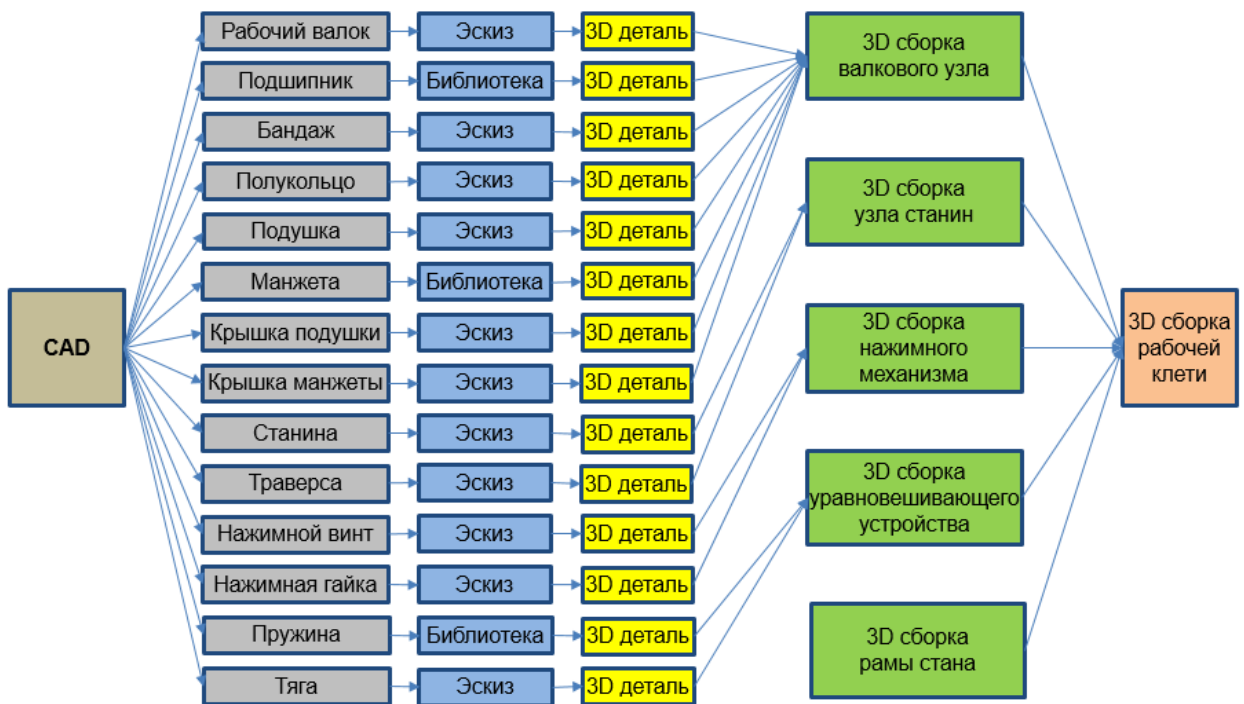 CAD
Рабочий валок
Эскиз
3D деталь
Подшипник
Библиотека
3D деталь
Бандаж
Эскиз
3D деталь
Полукольцо
Эскиз
3D деталь
Подушка
Эскиз
3D деталь
Манжета
Библиотека
3D деталь
Крышка подушки
Эскиз
3D деталь
Крышка манжеты
Эскиз
3D деталь
Станина
Эскиз
3D деталь
Траверса
Эскиз
3D деталь
Нажимной винт
Эскиз
3D деталь
Нажимная гайка
Эскиз
3D деталь
Пружина
Библиотека
3D деталь
Тяга
Эскиз
3D деталь
3D сборка
валкового узла
3D сборка
узла станин
3D сборка
нажимного
механизма
3D сборка
уравновешивающего
устройства
3D сборка
рамы стана
3D сборка
рабочей
клети